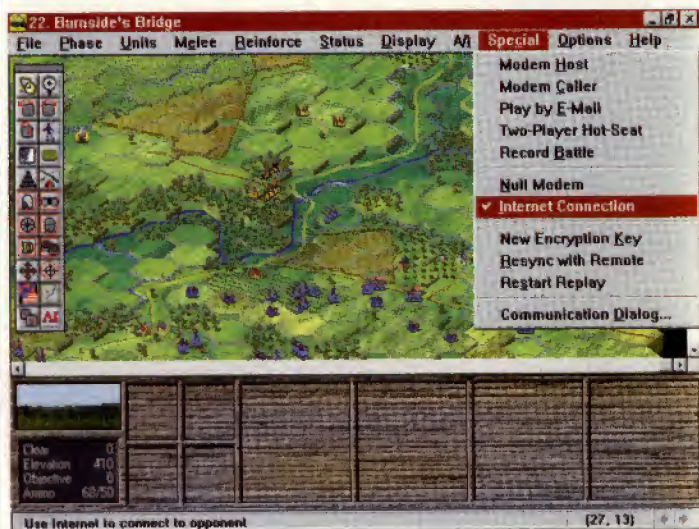 22. Burnside's Bridge
File Phase Units Melee Reinforce Status Display A/I Special Options Help
Modem Host
Modem Caller
Play by E-Mail
Two-Player Hot-Seat
Record Battle
Null Modem
✓ Internet Connection
New Encryption Key
Resync with Remote
Restart Replay
Communication Dialog...
AI
Clear 0
Elevation 410
Objective 0
Ammo 68/50
Use Internet to connect to opponent (27, 13)